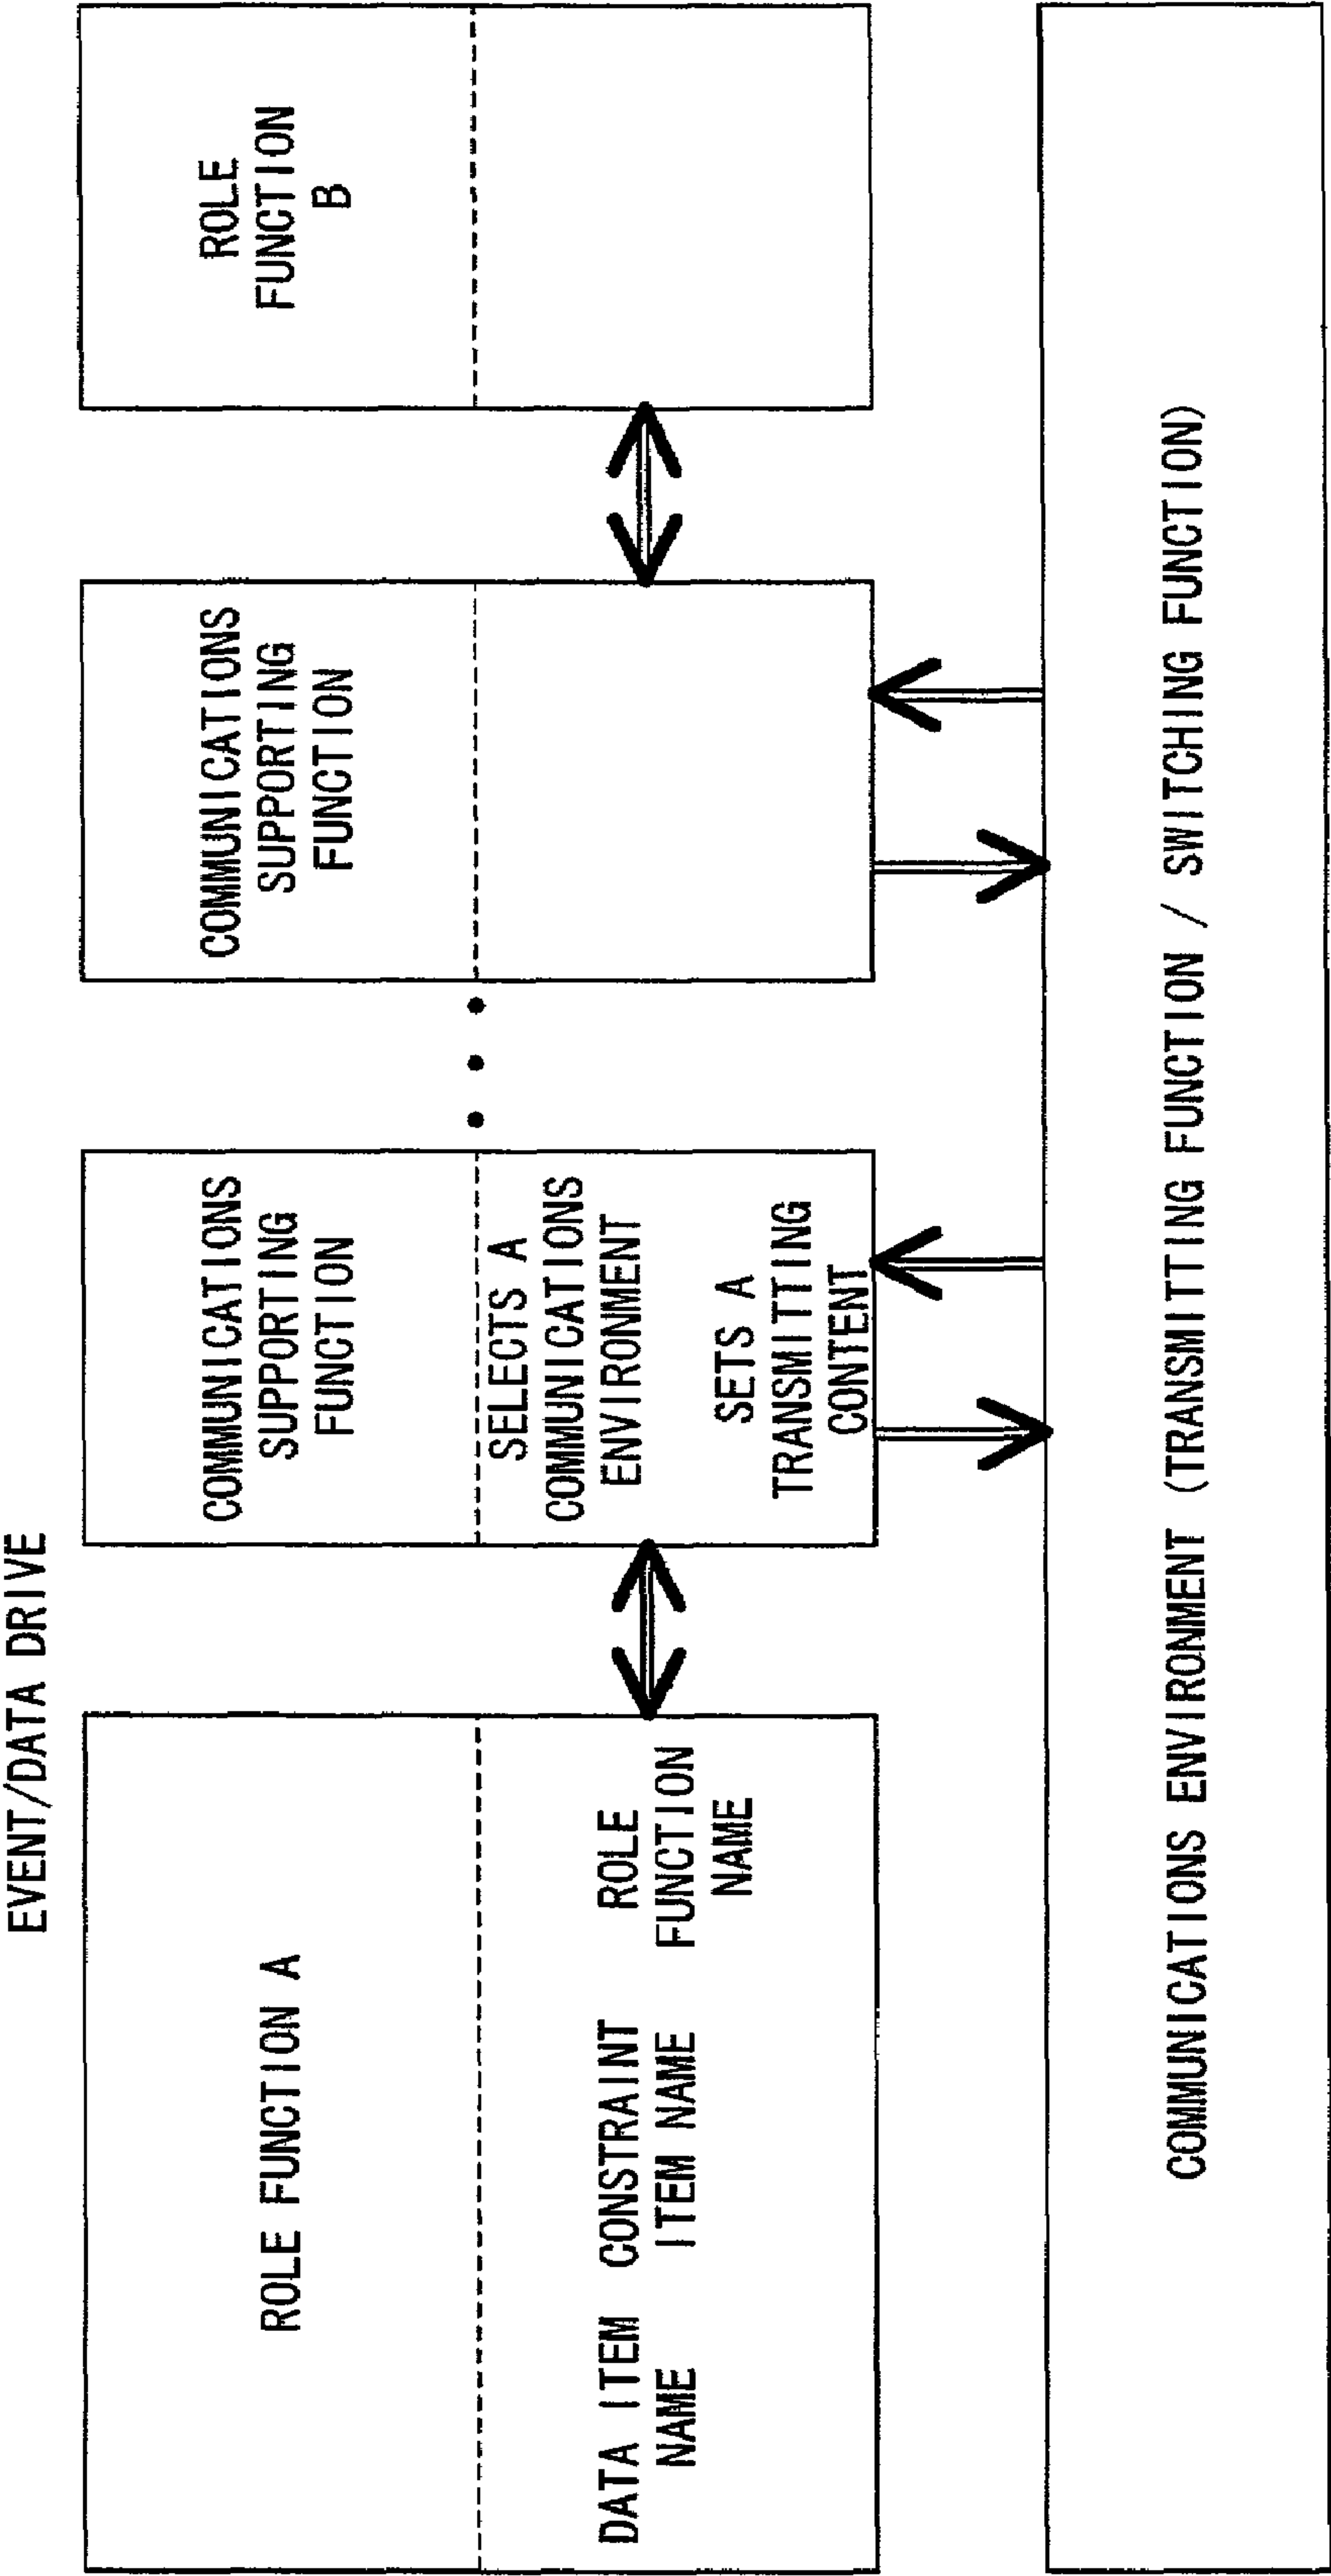 EVENT/DATA DRIVE
ROLE FUNCTION A
DATA ITEM
NAME
CONSTRAINT
ITEM NAME
ROLE
FUNCTION
NAME
COMMUNICATIONS
SUPPORTING
FUNCTION
SELECTS A
COMMUNICATIONS
ENVIRONMENT
SETS A
TRANSMITTING
CONTENT
COMMUNICATIONS
SUPPORTING
FUNCTION
ROLE
FUNCTION
B
COMMUNICATIONS ENVIRONMENT (TRANSMITTING FUNCTION / SWITCHING FUNCTION)